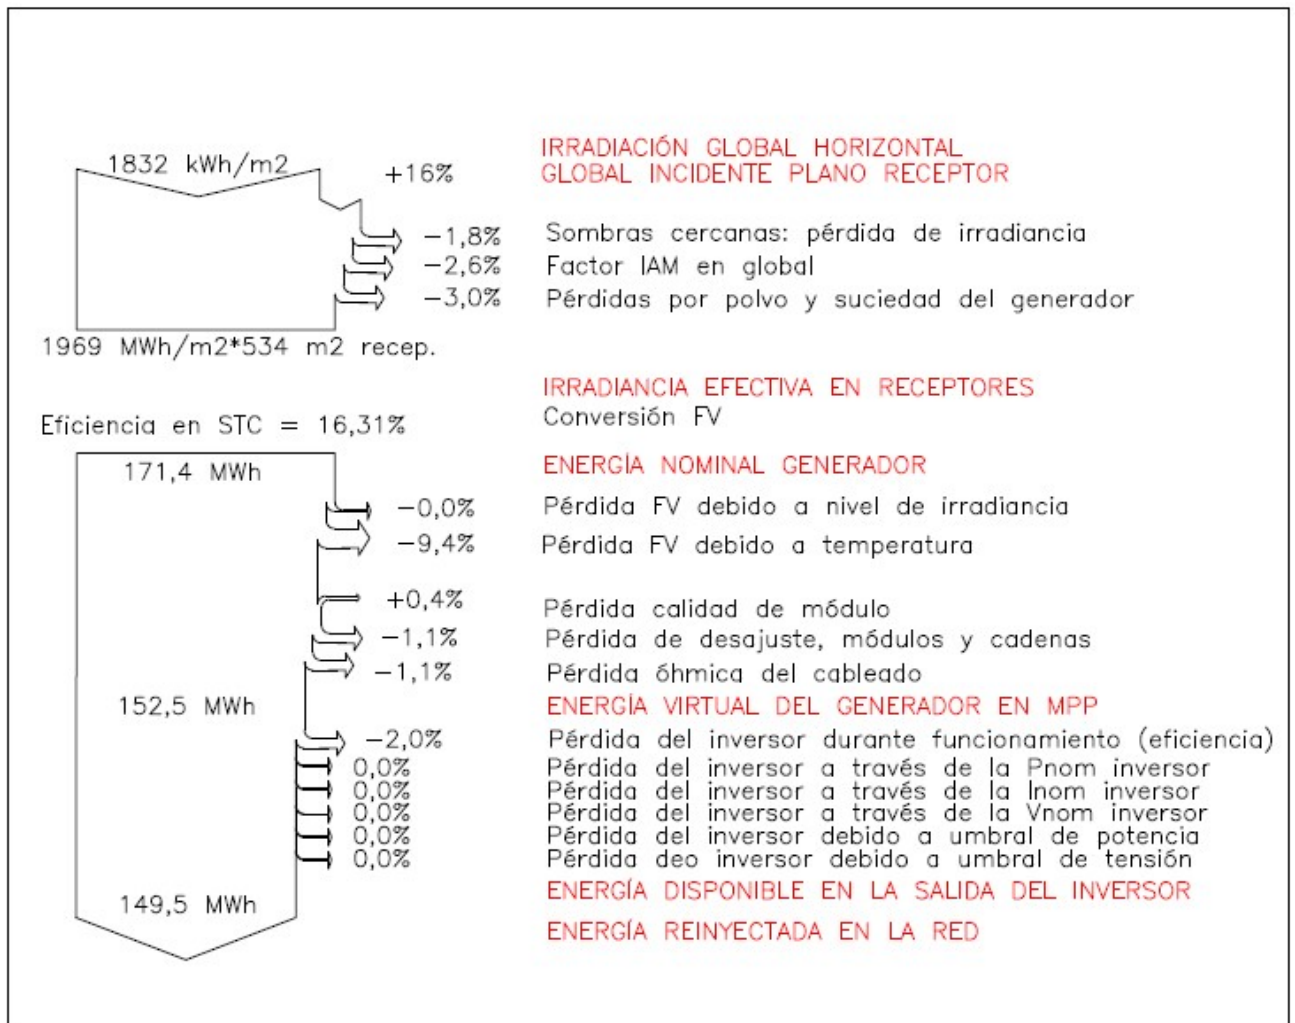 IRRADIACIÓN GLOBAL HORIZONTAL
1832 kWh/m2 +16% GLOBAL INCIDENTE PLANO RECEPTOR
-1,8% Sombras cercanas: pérdida de irradiancia
-2,6% Factor IAM en global
-3,0% Pérdidas por polvo y suciedad del generador
1969 MWh/m2*534 m2 recep.
IRRADIANCIA EFECTIVA EN RECEPTORES
Eficiencia en STC = 16,31% Conversión FV
171,4 MWh ENERGÍA NOMINAL GENERADOR
-0,0% Pérdida FV debido a nivel de irradiancia
-9,4% Pérdida FV debido a temperatura
+0,4% Pérdida calidad de módulo
-1,1% Pérdida de desajuste, módulos y cadenas
-1,1% Pérdida óhmica del cableado
152,5 MWh ENERGÍA VIRTUAL DEL GENERADOR EN MPP
-2,0% Pérdida del inversor durante funcionamiento (eficiencia)
0,0% Pérdida del inversor a través de la Pnom inversor
0,0% Pérdida del inversor a través de la Inom inversor
0,0% Pérdida del inversor a través de la Vnom inversor
0,0% Pérdida del inversor debido a umbral de potencia
0,0% Pérdida deo inversor debido a umbral de tensión
149,5 MWh ENERGÍA DISPONIBLE EN LA SALIDA DEL INVERSOR
ENERGÍA REINYECTADA EN LA RED